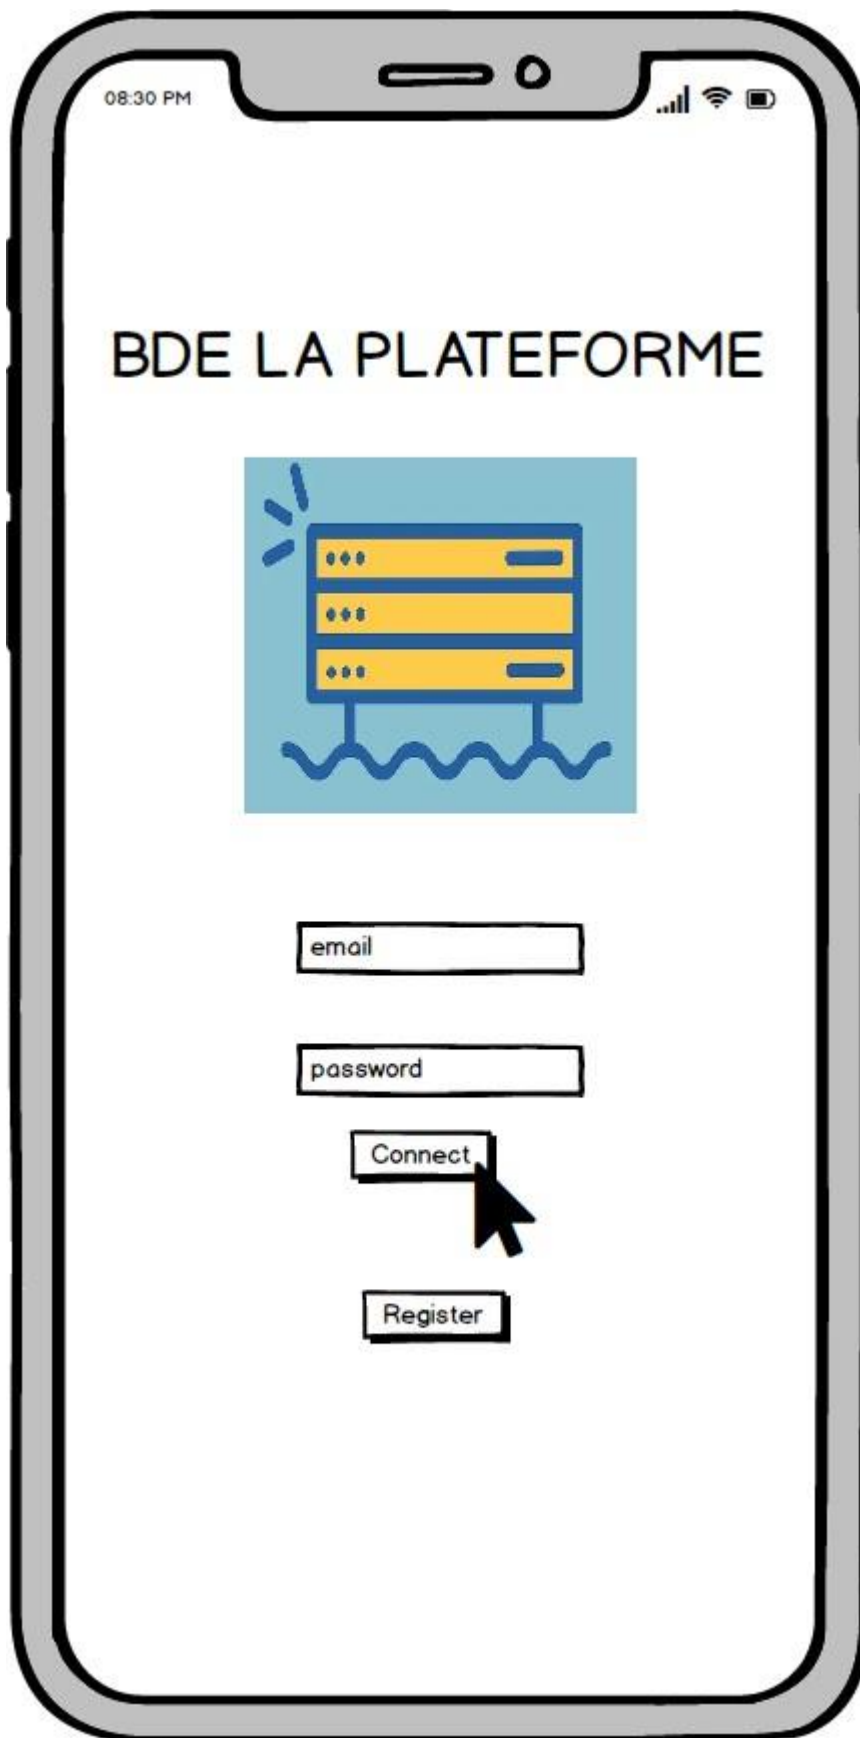 08:30 PM
BDE LA PLATEFORME
email
password
Connect
Register